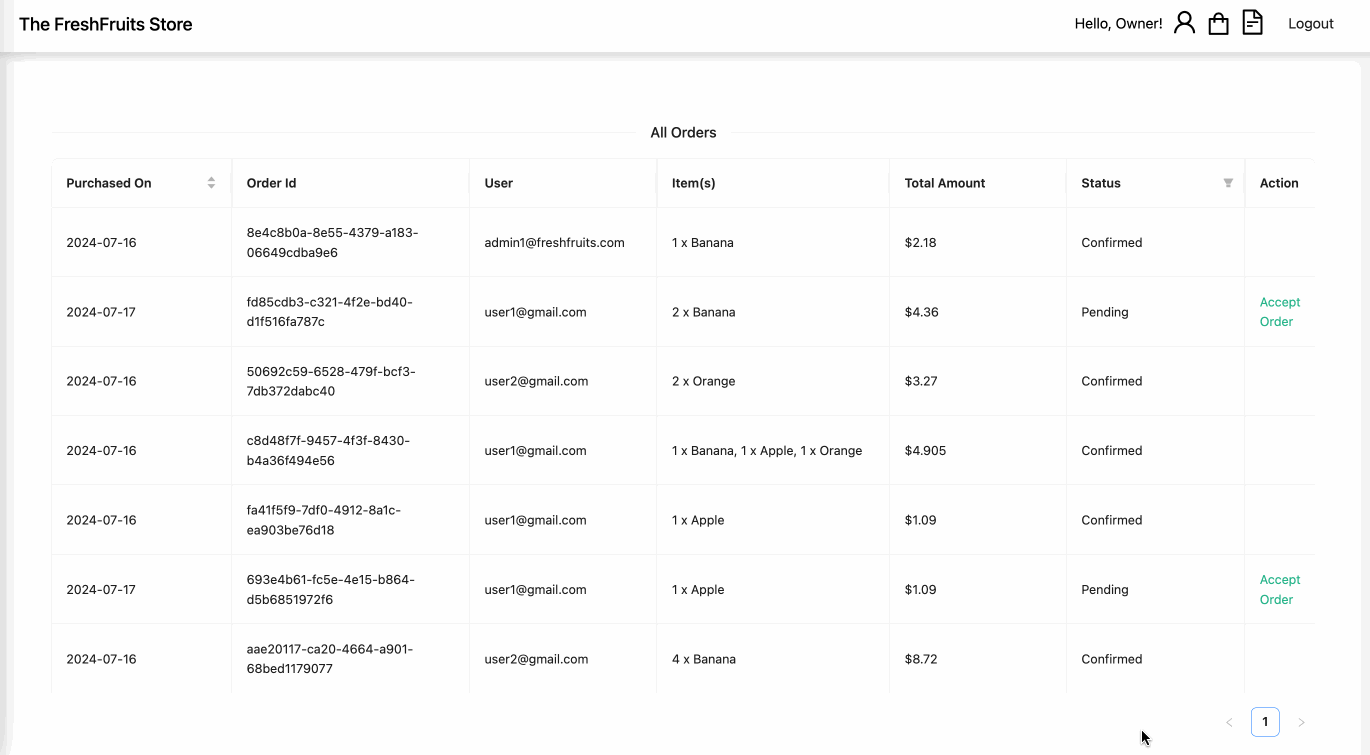 The FreshFruits Store
Hello, Owner!
Logout
All Orders
Purchased On Order Id User Item(s) Total Amount Status Action
2024-07-16 8e4c8b0a-8e55-4379-a183- admin1@freshfruits.com 1 x Banana $2.18 Confirmed
06649cdba9e6
2024-07-17 fd85cdb3-c321-4f2e-bd40- user1@gmail.com 2 x Banana $4.36 Pending Accept
d1f516fa787c Order
2024-07-16 50692c59-6528-479f-bcf3- user2@gmail.com 2 x Orange $3.27 Confirmed
7db372dabc40
2024-07-16 c8d48f7f-9457-4f3f-8430- user1@gmail.com 1 x Banana, 1 x Apple, 1 x Orange $4.905 Confirmed
b4a36f494e56
2024-07-16 fa41f5f9-7df0-4912-8a1c- user1@gmail.com 1 x Apple $1.09 Confirmed
ea903be76d18
2024-07-17 693e4b61-fc5e-4e15-b864- user1@gmail.com 1 x Apple $1.09 Pending Accept
d5b6851972f6 Order
2024-07-16 aae20117-ca20-4664-a901- user2@gmail.com 4 x Banana $8.72 Confirmed
68bed1179077
1